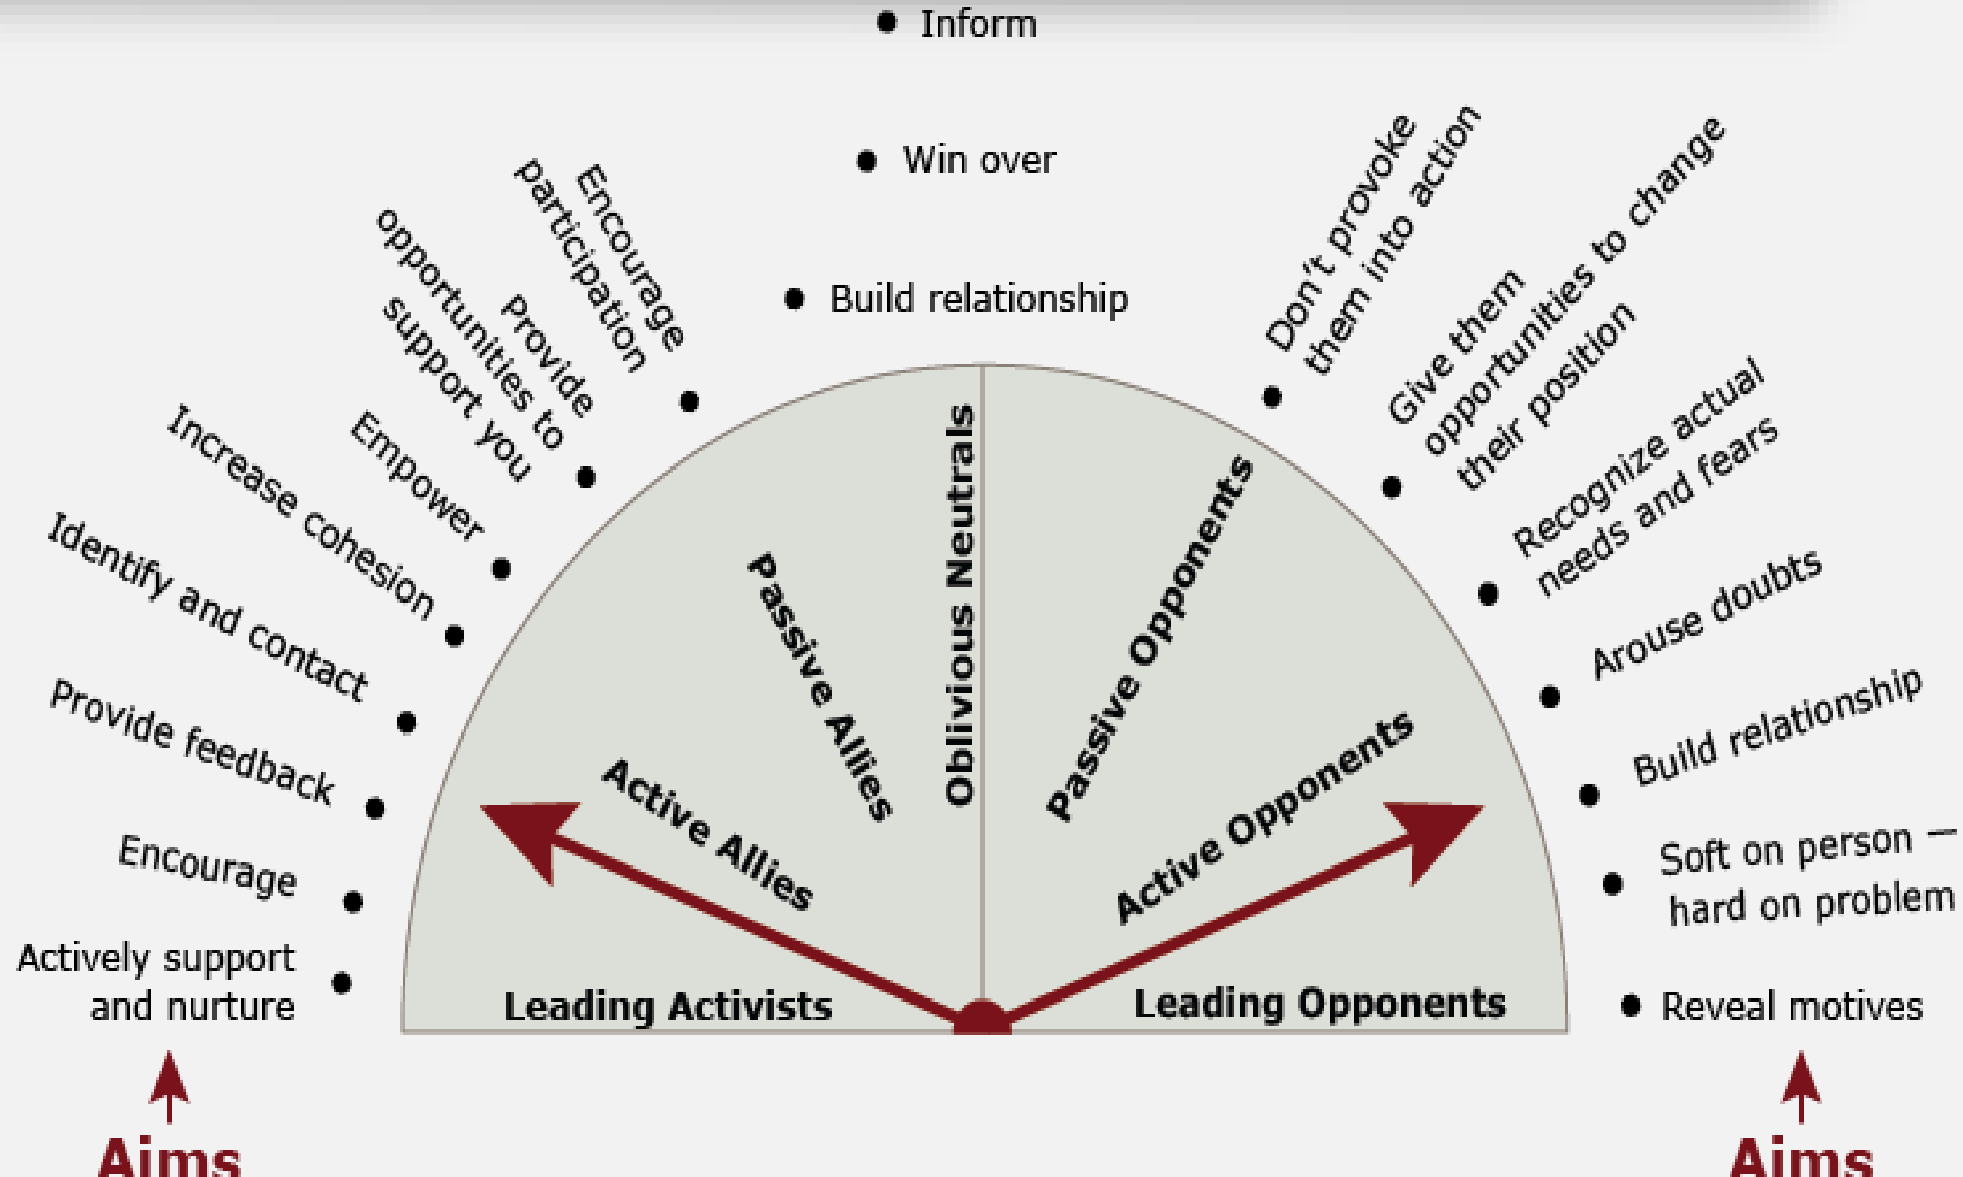 Inform
Win over
Build relationship
Encourage
participation
Provide
opportunities to
support you
Empower
Increase cohesion
Identify and contact
Provide feedback
Encourage
Actively support
and nurture
Aims
Don't provoke
them into action
Give them
opportunities to change
their position
Recognize actual
needs and fears
Arouse doubts
Build relationship
Soft on person —
hard on problem
Reveal motives
Aims
Leading Activists
Active Allies
Passive Allies
Oblivious Neutrals
Passive Opponents
Active Opponents
Leading Opponents